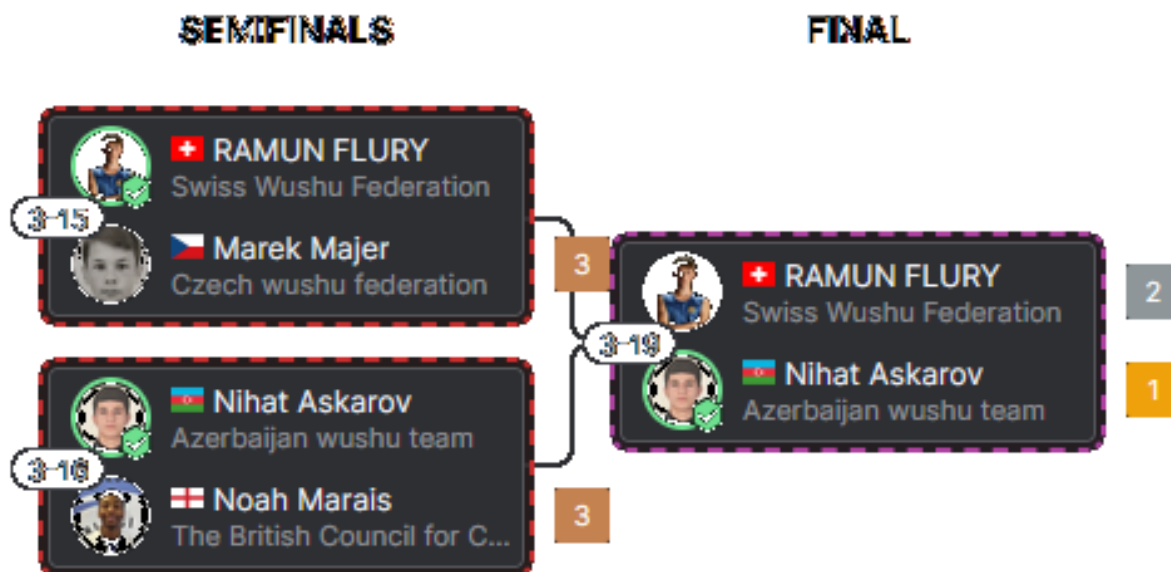 SEMIFINALS
FINAL
RAMUN FLURY
Swiss Wushu Federation
3-15
Marek Majer
Czech wushu federation
3
Nihat Askarov
Azerbaijan wushu team
3-16
Noah Marais
The British Council for C...
3
RAMUN FLURY
Swiss Wushu Federation
2
3-19
Nihat Askarov
Azerbaijan wushu team
1